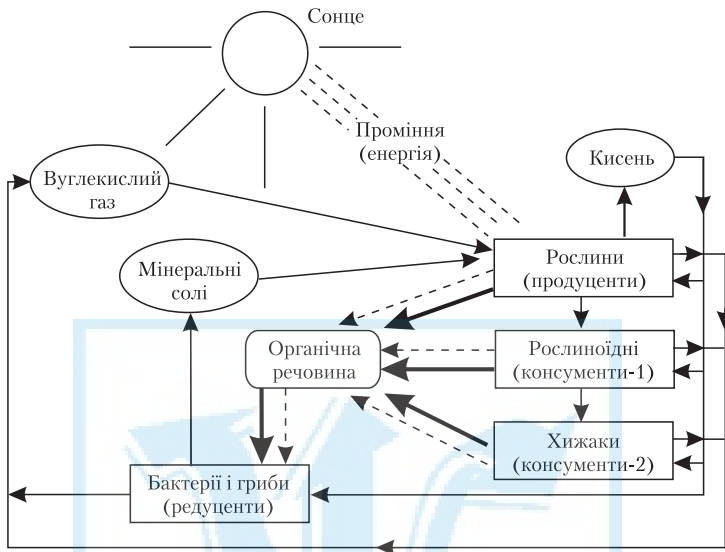 Сонце
Проміння
(енергія)
Кисень
Вуглекислий
газ
Мінеральні
солі
Рослини
(продуценти)
Органічна
речовина
Рослиноїдні
(консументи-1)
Хижаки
(консументи-2)
Бактерії і гриби
(редуценти)